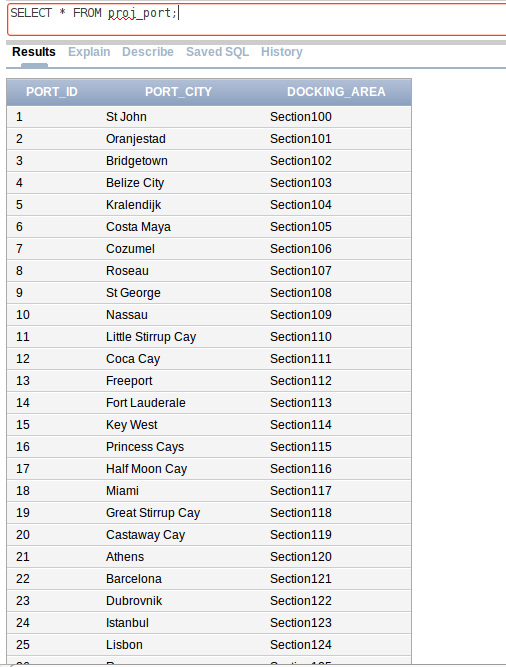 SELECT * FROM proj_port;
Results Explain Describe Saved SQL History
PORT_ID PORT_CITY DOCKING_AREA
1 St John Section100
2 Oranjestad Section101
3 Bridgetown Section102
4 Belize City Section103
5 Kralendijk Section104
6 Costa Maya Section105
7 Cozumel Section106
8 Roseau Section107
9 St George Section108
10 Nassau Section109
11 Little Stirrup Cay Section110
12 Coca Cay Section111
13 Freeport Section112
14 Fort Lauderale Section113
15 Key West Section114
16 Princess Cays Section115
17 Half Moon Cay Section116
18 Miami Section117
19 Great Stirrup Cay Section118
20 Castaway Cay Section119
21 Athens Section120
22 Barcelona Section121
23 Dubrovnik Section122
24 Istanbul Section123
25 Lisbon Section124